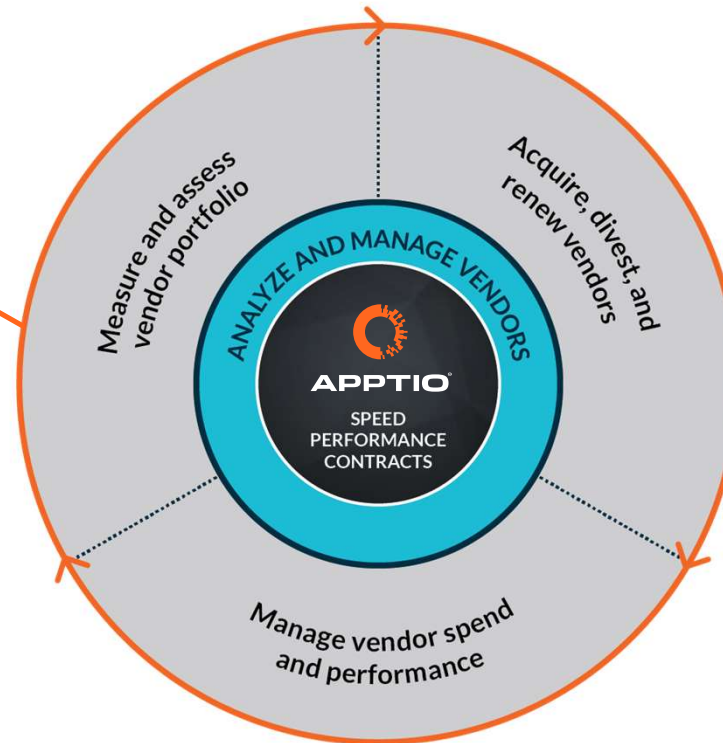 Measure and assess
vendor portfolio
Acquire, divest, and
renew vendors
ANALYZE AND MANAGE VENDORS
APPTIO®
SPEED
PERFORMANCE
CONTRACTS
Manage vendor spend
and performance